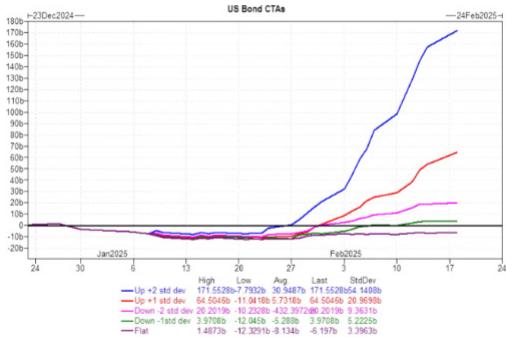 US Bond CTAs
23Dec2024
24Feb2025
180b
170b
160b
150b
140b
130b
120b
110b
100b
90b
80b
70b
60b
50b
40b
30b
20b
10b
0
-10b
-20b
Jan2025 Feb2025
24 30 6 13 20 27 3 10 17 24
High Low Avg Last StdDev
Up +2 std dev 171.5528b -7.7932b 30.9487b 171.5528b 54.1408b
Up +1 std dev 64.5046b -11.0418b 5.7318b 64.5046b 20.9698b
Down -2 std dev 20.2019b -10.2328b -432.3972m 20.2019b 9.3631b
Down -1std dev 3.9708b -12.045b -5.288b 3.9708b 5.2225b
Flat 1.4873b -12.3291b -8.134b -6.197b 3.3963b